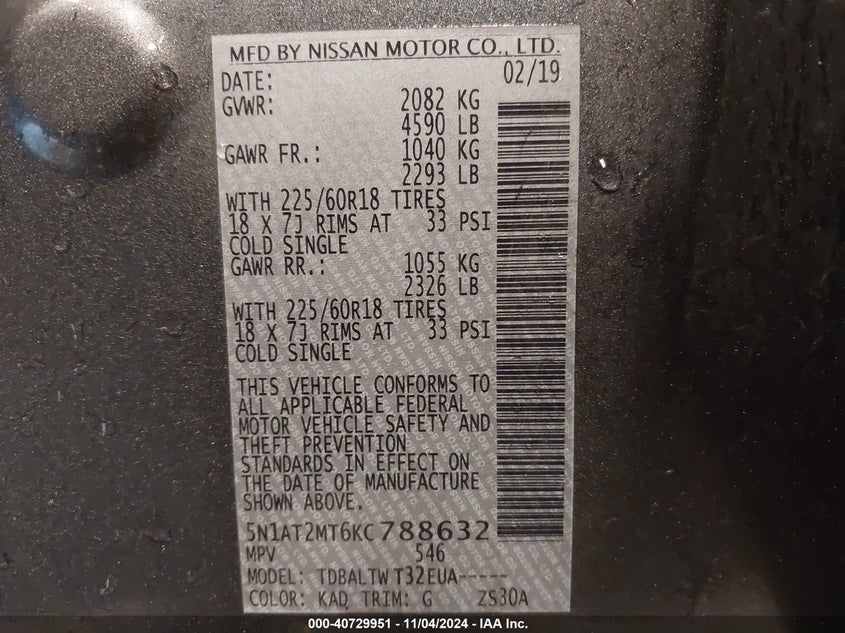 MFD BY NISSAN MOTOR CO., LTD.
DATE: 02/19
GVWR: 2082 KG
4590 LB
GAWR FR.: 1040 KG
2293 LB
WITH 225/60R18 TIRES
18 X 7J RIMS AT 33 PSI
COLD SINGLE
GAWR RR.: 1055 KG
2326 LB
WITH 225/60R18 TIRES
18 X 7J RIMS AT 33 PSI
COLD SINGLE
THIS VEHICLE CONFORMS TO
ALL APPLICABLE FEDERAL
MOTOR VEHICLE SAFETY AND
THEFT PREVENTION
STANDARDS IN EFFECT ON
THE DATE OF MANUFACTURE
SHOWN ABOVE.
5N1AT2MT6KC788632
MPV 546
MODEL: TDBALTW T32EUA-----
COLOR: KAD TRIM: G ZS30A
000-40729951 - 11/04/2024 - IAA Inc.